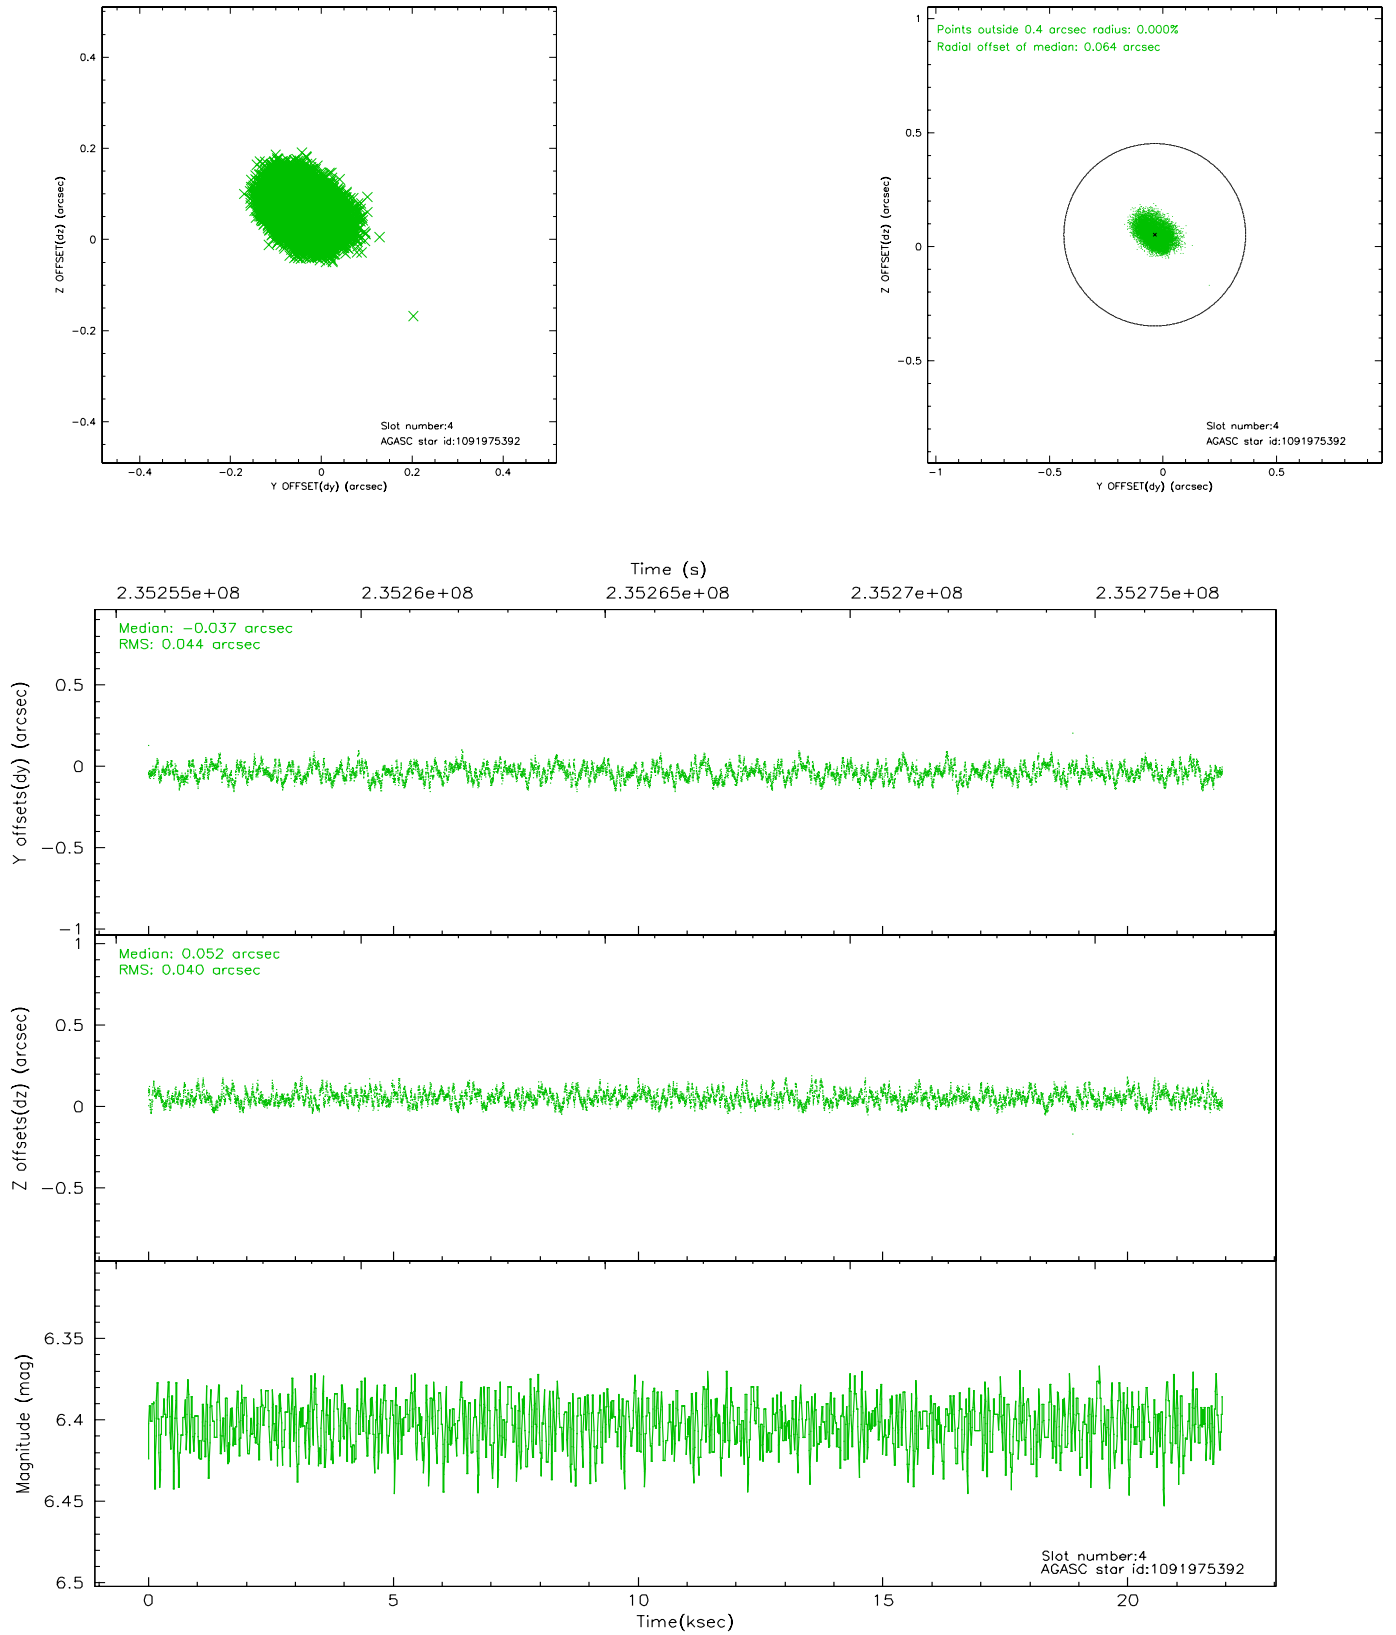 0.4
0.2
0
−0.2
−0.4
Z OFFSET(dz) (arcsec)
Slot number:4
AGASC star id:1091975392
−0.4 −0.2 0 0.2 0.4
Y OFFSET(dy) (arcsec)
Points outside 0.4 arcsec radius: 0.000%
Radial offset of median: 0.064 arcsec
1
0.5
0
−0.5
Z OFFSET(dz) (arcsec)
Slot number:4
AGASC star id:1091975392
−1 −0.5 0 0.5
Y OFFSET(dy) (arcsec)
Time (s)
2.35255e+08 2.3526e+08 2.35265e+08 2.3527e+08 2.35275e+08
Median: −0.037 arcsec
RMS: 0.044 arcsec
0.5
0
−0.5
−1
Y offsets(dy) (arcsec)
Median: 0.052 arcsec
RMS: 0.040 arcsec
1
0.5
0
−0.5
Z offsets(dz) (arcsec)
6.35
6.4
6.45
6.5
Magnitude (mag)
Slot number:4
AGASC star id:1091975392
0 5 10 15 20
Time(ksec)